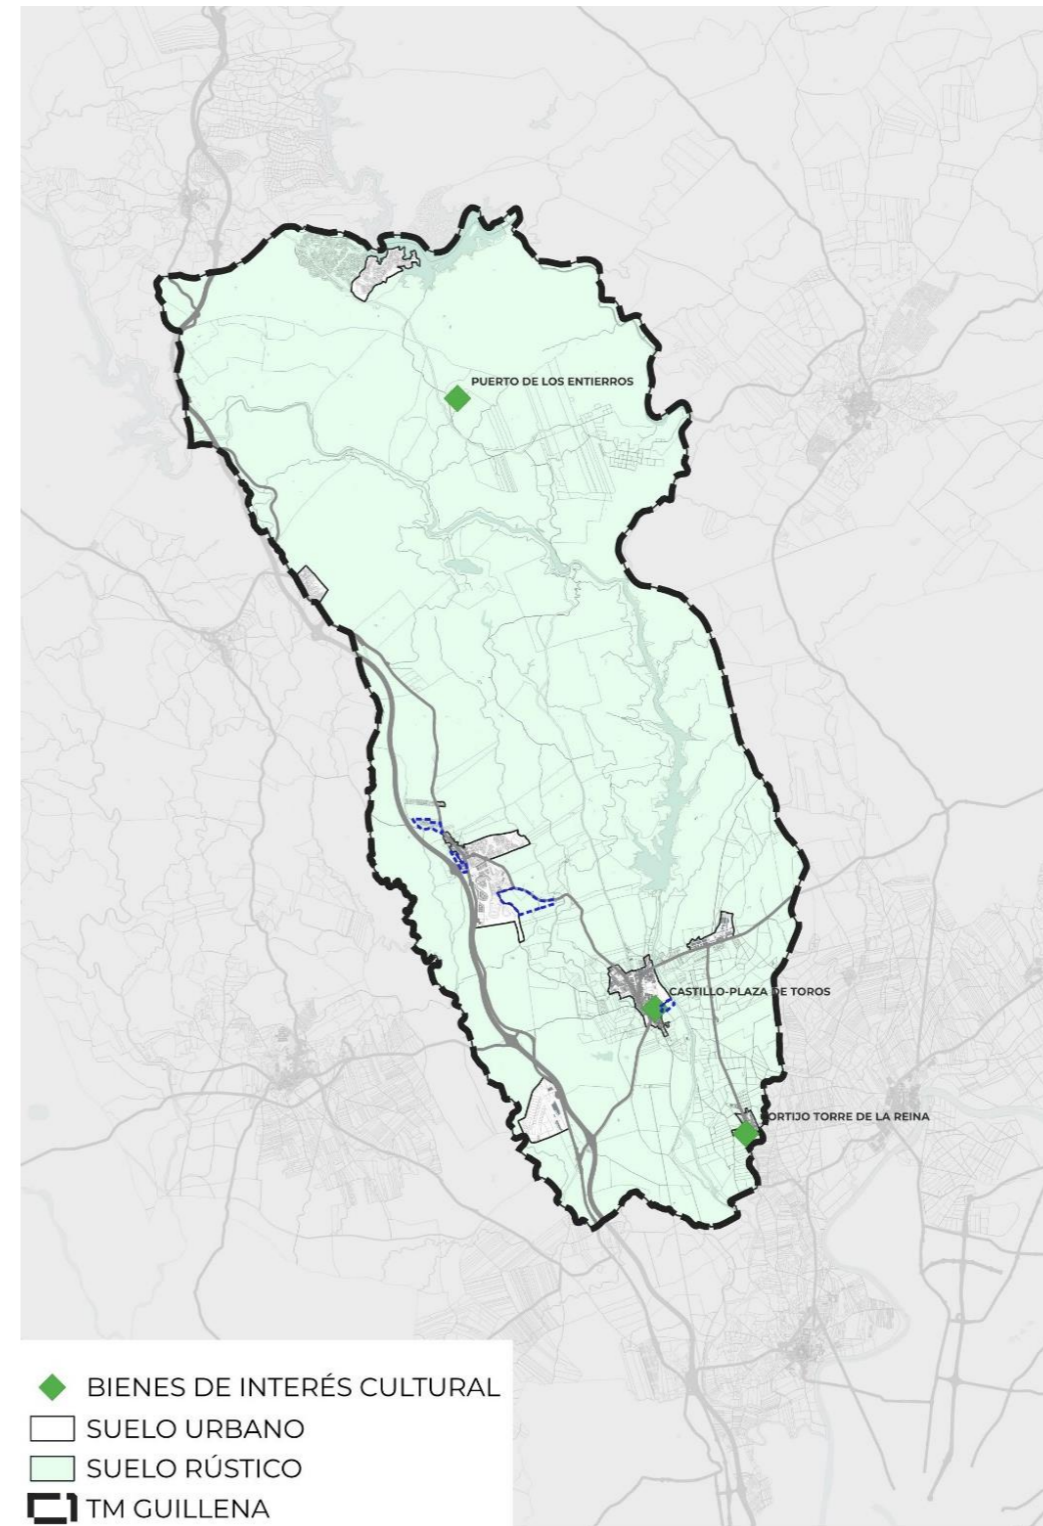 PUERTO DE LOS ENTIERROS
CASTILLO-PLAZA DE TOROS
ORTIJO TORRE DE LA REINA
BIENES DE INTERÉS CULTURAL
SUELO URBANO
SUELO RÚSTICO
TM GUILLENA